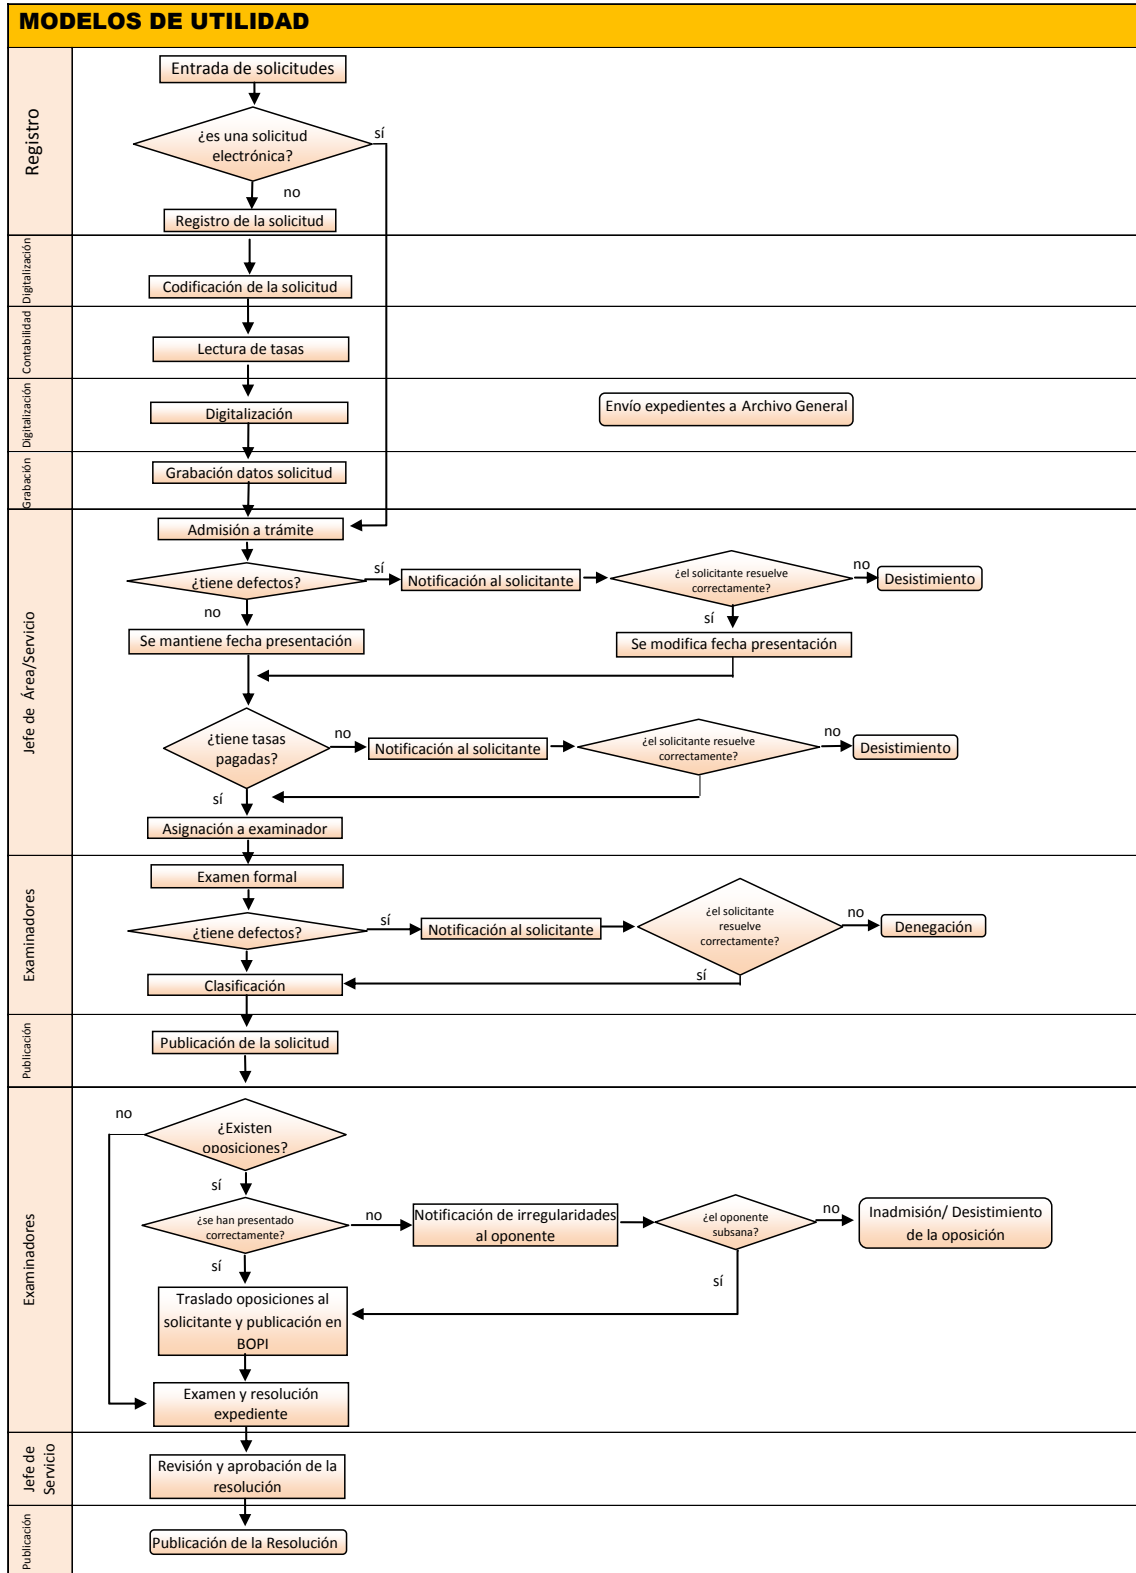 MODELOS DE UTILIDAD
Registro
Entrada de solicitudes
¿es una solicitud
electrónica?
sí
no
Registro de la solicitud
Digitalización
Codificación de la solicitud
Contabilidad
Lectura de tasas
Digitalización
Digitalización
Envío expedientes a Archivo General
Grabación
Grabación datos solicitud
Jefe de Área/Servicio
Admisión a trámite
¿tiene defectos?
sí
Notificación al solicitante
¿el solicitante resuelve
correctamente?
no
Desistimiento
no
sí
Se mantiene fecha presentación
Se modifica fecha presentación
¿tiene tasas
pagadas?
no
Notificación al solicitante
¿el solicitante resuelve
correctamente?
no
Desistimiento
sí
Asignación a examinador
Examinadores
Examen formal
¿tiene defectos?
sí
Notificación al solicitante
¿el solicitante
resuelve
correctamente?
no
Denegación
sí
Clasificación
Publicación
Publicación de la solicitud
Examinadores
no
¿Existen
oposiciones?
sí
¿se han presentado
correctamente?
no
Notificación de irregularidades
al oponente
¿el oponente
subsana?
no
Inadmisión/ Desistimiento
de la oposición
sí
sí
Traslado oposiciones al
solicitante y publicación en
BOPI
Examen y resolución
expediente
Jefe de
Servicio
Revisión y aprobación de la
resolución
Publicación
Publicación de la Resolución